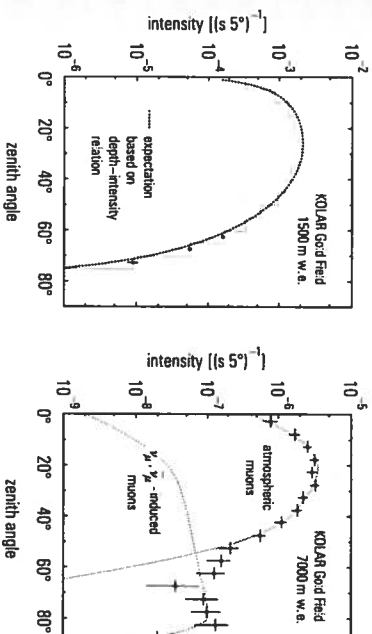 intensity [(s 5°)⁻¹]
10⁻⁶
10⁻⁵
10⁻⁴
10⁻³
10⁻²
KOLAR Gold Field
1500 m w. e.
expectation
based on
depth-intensity
relation
0°
20°
40°
60°
80°
zenith angle
intensity [(s 5°)⁻¹]
10⁻⁹
10⁻⁸
10⁻⁷
10⁻⁶
10⁻⁵
KOLAR Gold Field
7000 m w. e.
atmospheric
muons
νμ, ν̄μ - induced
muons
0°
20°
40°
60°
80°
zenith angle